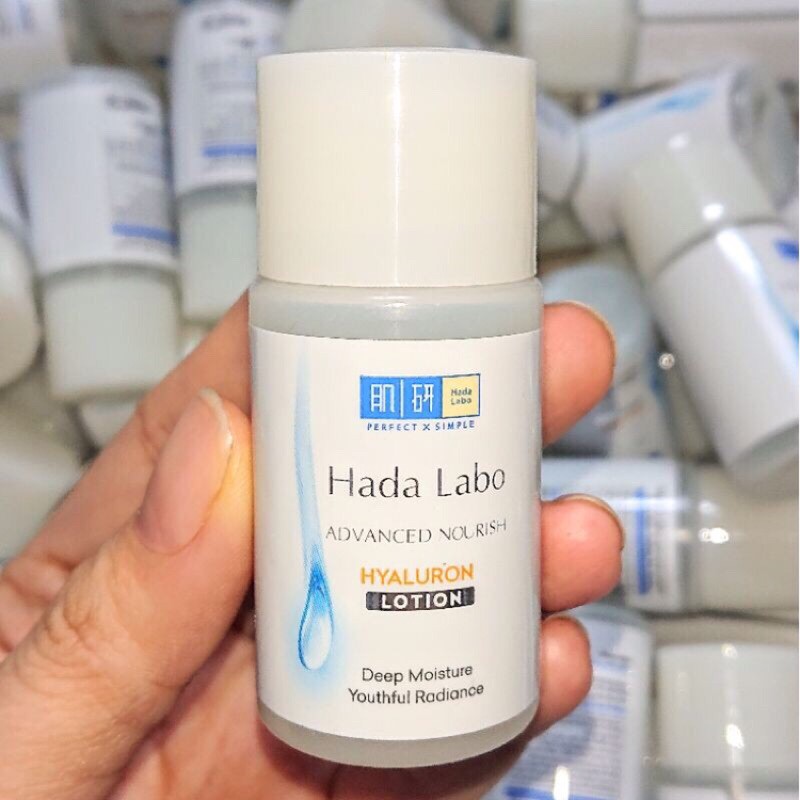 肌研 Hada Labo
PERFECT X SIMPLE
Hada Labo
ADVANCED NOURISH
HYALURON
LOTION
Deep Moisture
Youthful Radiance